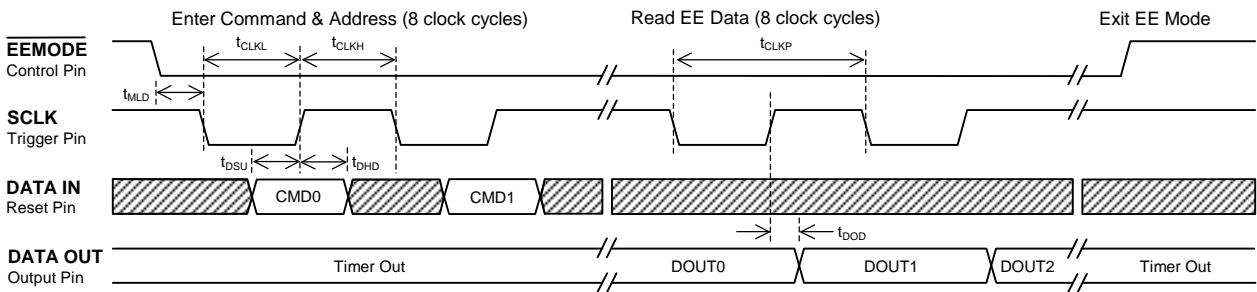 Enter Command & Address (8 clock cycles) Read EE Data (8 clock cycles) Exit EE Mode
EEMODE
Control Pin
tCLKL tCLKH tCLKP
tMLD
SCLK
Trigger Pin
tDSU tDHD
DATA IN
Reset Pin
CMD0 CMD1
tDOD
DATA OUT
Output Pin
Timer Out DOUT0 DOUT1 DOUT2 Timer Out